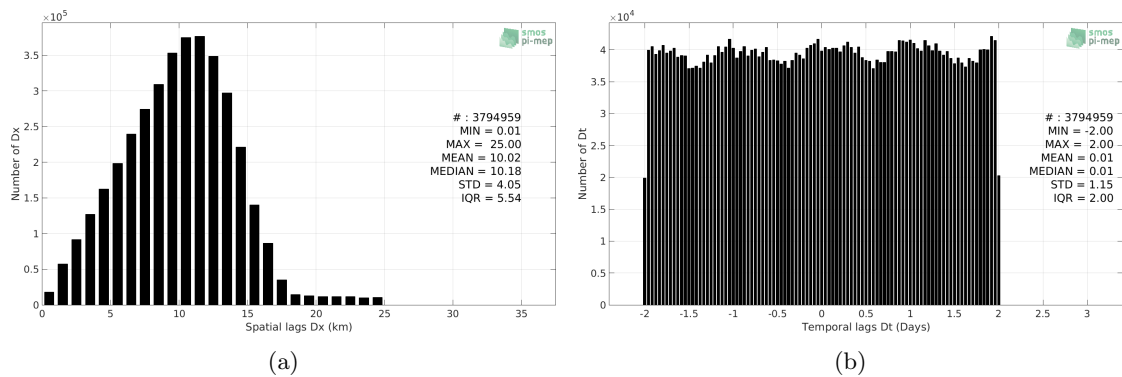 ×10⁵
3.5
3
2.5
2
1.5
1
0.5
0
Number of Dx
0 5 10 15 20 25 30 35
Spatial lags Dx (km)
smos
pi-mep
# : 3794959
MIN = 0.01
MAX = 25.00
MEAN = 10.02
MEDIAN = 10.18
STD = 4.05
IQR = 5.54
(a)
×10⁴
4
3.5
3
2.5
2
1.5
1
0.5
0
Number of Dt
-2 -1.5 -1 -0.5 0 0.5 1 1.5 2 2.5 3
Temporal lags Dt (Days)
smos
pi-mep
# : 3794959
MIN = -2.00
MAX = 2.00
MEAN = 0.01
MEDIAN = 0.01
STD = 1.15
IQR = 2.00
(b)